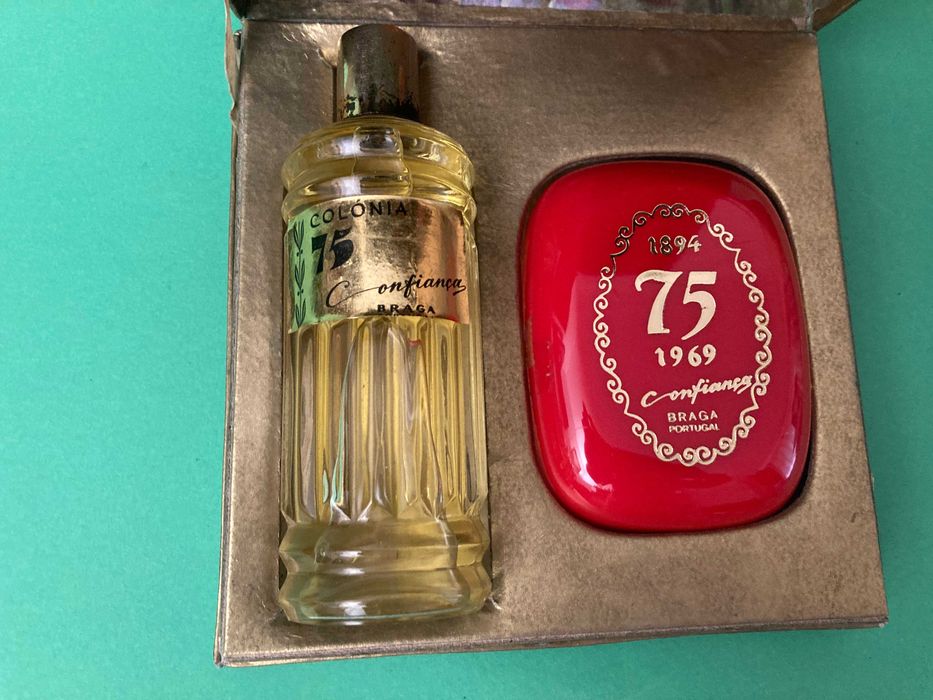 COLÓNIA
75
Confiança
BRAGA
1894
75
1969
Confiança
BRAGA
PORTUGAL